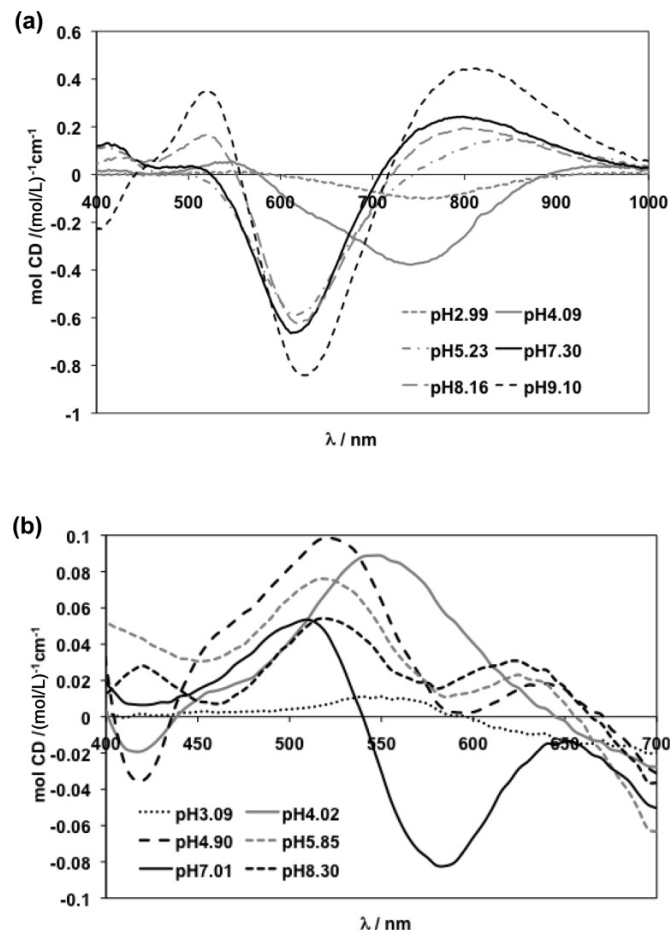 (a)
0.6
0.4
0.2
0
-0.2
-0.4
-0.6
-0.8
-1
mol CD /(mol/L)-1cm-1
400 500 600 700 800 900 1000
pH2.99 pH4.09
pH5.23 pH7.30
pH8.16 pH9.10
λ / nm
(b)
0.1
0.08
0.06
0.04
0.02
0
-0.02
-0.04
-0.06
-0.08
-0.1
mol CD /(mol/L)-1cm-1
400 450 500 550 600 650 700
pH3.09 pH4.02
pH4.90 pH5.85
pH7.01 pH8.30
λ / nm